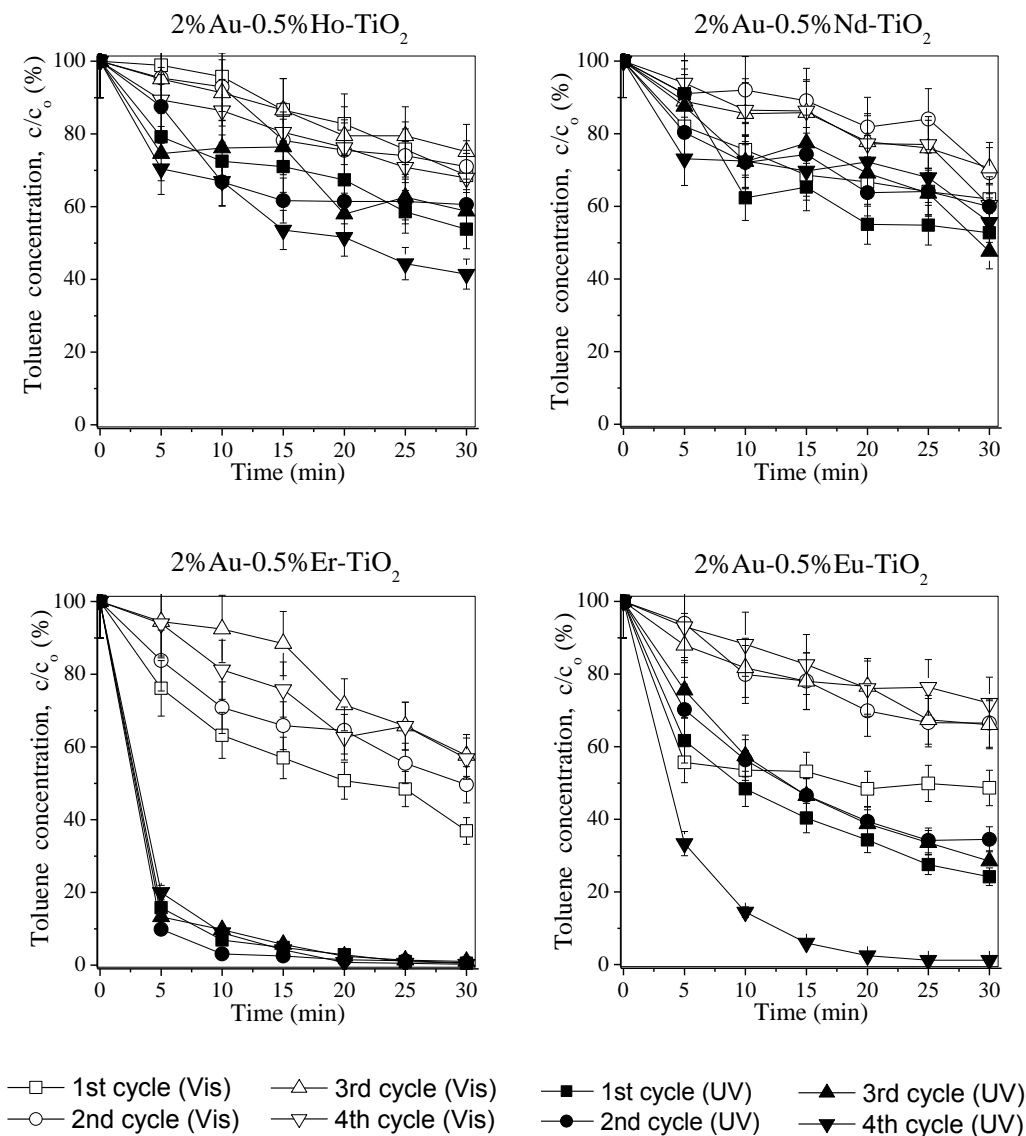 2%Au-0.5%Ho-TiO2
100
80
60
40
20
0
Toluene concentration, c/co (%)
0 5 10 15 20 25 30
Time (min)
2%Au-0.5%Nd-TiO2
100
80
60
40
20
0
Toluene concentration, c/co (%)
0 5 10 15 20 25 30
Time (min)
2%Au-0.5%Er-TiO2
100
80
60
40
20
0
Toluene concentration, c/co (%)
0 5 10 15 20 25 30
Time (min)
2%Au-0.5%Eu-TiO2
100
80
60
40
20
0
Toluene concentration, c/co (%)
0 5 10 15 20 25 30
Time (min)
1st cycle (Vis) 3rd cycle (Vis)
2nd cycle (Vis) 4th cycle (Vis)
1st cycle (UV) 3rd cycle (UV)
2nd cycle (UV) 4th cycle (UV)